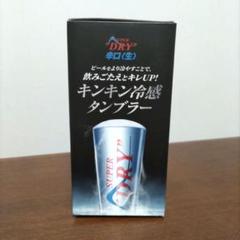 SUPER
"DRY"
辛口〈生〉
ビールをより冷やすことで、
飲みごたえとキレUP!
キンキン冷感
タンブラー
SUPER
"DRY"